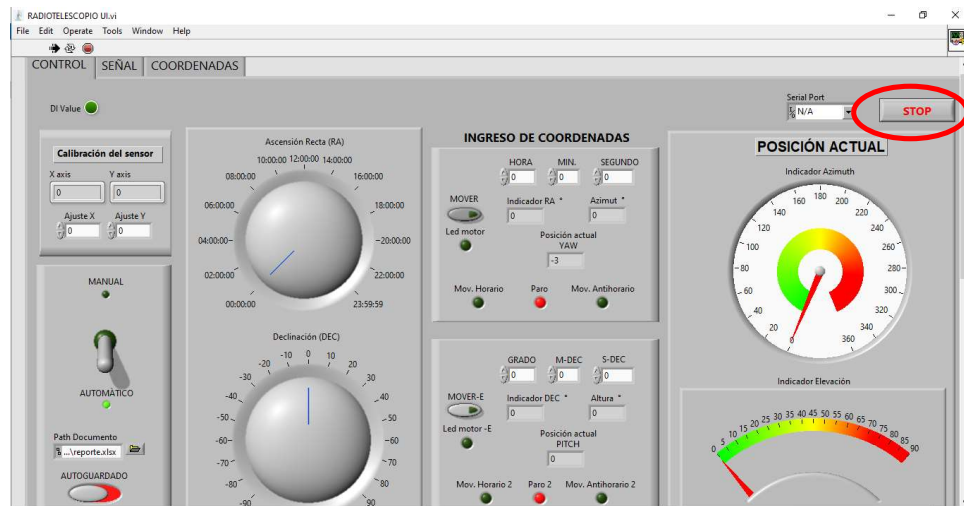 RADIOTELESCOPIO UI.vi
File Edit Operate Tools Window Help
CONTROL SEÑAL COORDENADAS
DI Value
Serial Port
N/A
STOP
Calibración del sensor
X axis Y axis
0 0
Ajuste X Ajuste Y
0 0
MANUAL
AUTOMÁTICO
Path Documento
...\reporte.xlsx
AUTOGUARDADO
Ascensión Recta (RA)
00:00:00
02:00:00
04:00:00
06:00:00
08:00:00
10:00:00
12:00:00
14:00:00
16:00:00
18:00:00
20:00:00
22:00:00
23:59:59
Declinación (DEC)
-90
-80
-70
-60
-50
-40
-30
-20
-10
0
10
20
30
-40
-50
-60
-70
80
90
INGRESO DE COORDENADAS
HORA MIN. SEGUNDO
0 0 0
MOVER Indicador RA ° Azimut °
0 0
Led motor
Posición actual
YAW
-3
Mov. Horario Paro Mov. Antihorario
GRADO M-DEC S-DEC
0 0 0
MOVER-E Indicador DEC ° Altura °
0 0
Led motor -E
Posición actual
PITCH
0
Mov. Horario 2 Paro 2 Mov. Antihorario 2
POSICIÓN ACTUAL
Indicador Azimuth
0
20
40
60
80
100
120
140
160
180
200
220
240
260
280
300
320
340
360
Indicador Elevación
0
5
10
15
20
25
30
35
40
45
50
55
60
65
70
75
80
85
90